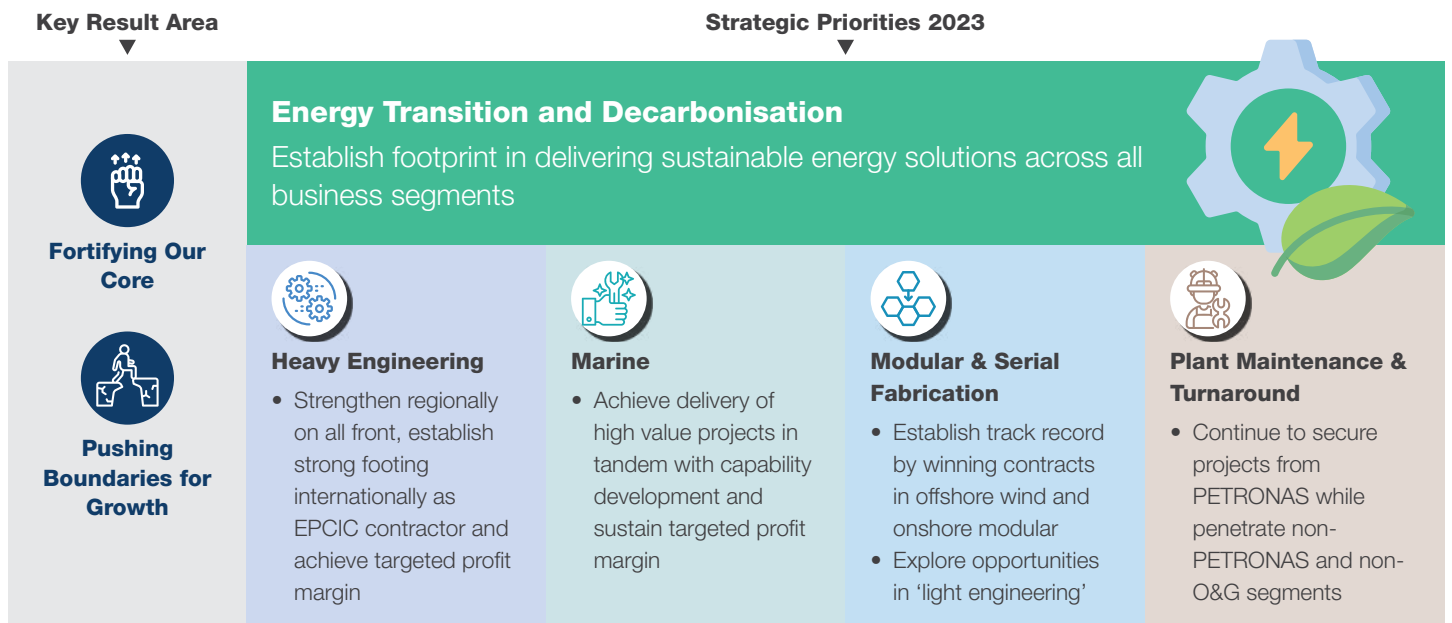 Key Result Area
Strategic Priorities 2023
Fortifying Our
Core
Pushing
Boundaries for
Growth
Energy Transition and Decarbonisation
Establish footprint in delivering sustainable energy solutions across all
business segments
Heavy Engineering
• Strengthen regionally
on all front, establish
strong footing
internationally as
EPCIC contractor and
achieve targeted profit
margin
Marine
• Achieve delivery of
high value projects in
tandem with capability
development and
sustain targeted profit
margin
Modular & Serial
Fabrication
• Establish track record
by winning contracts
in offshore wind and
onshore modular
• Explore opportunities
in ‘light engineering’
Plant Maintenance &
Turnaround
• Continue to secure
projects from
PETRONAS while
penetrate non-
PETRONAS and non-
O&G segments